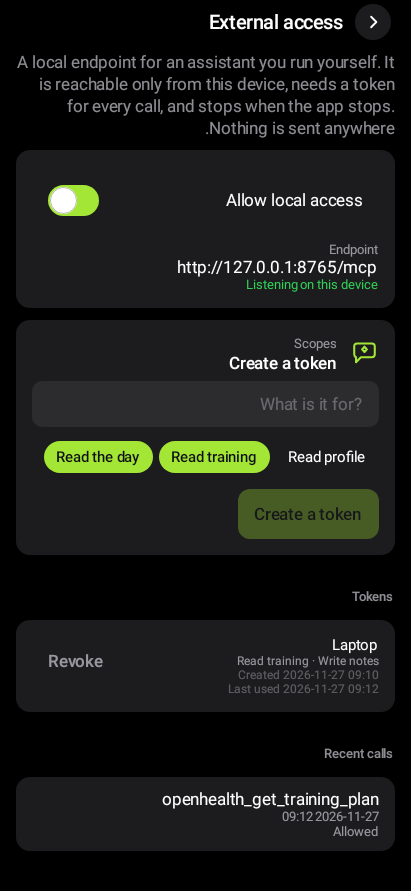 External access
A local endpoint for an assistant you run yourself. It
is reachable only from this device, needs a token
for every call, and stops when the app stops.
.Nothing is sent anywhere
Allow local access
Endpoint
http://127.0.0.1:8765/mcp
Listening on this device
Scopes
Create a token
What is it for?
Read the day
Read training
Read profile
Create a token
Tokens
Laptop
Read training · Write notes
Created 2026-11-27 09:10
Last used 2026-11-27 09:12
Revoke
Recent calls
openhealth_get_training_plan
09:12 2026-11-27
Allowed